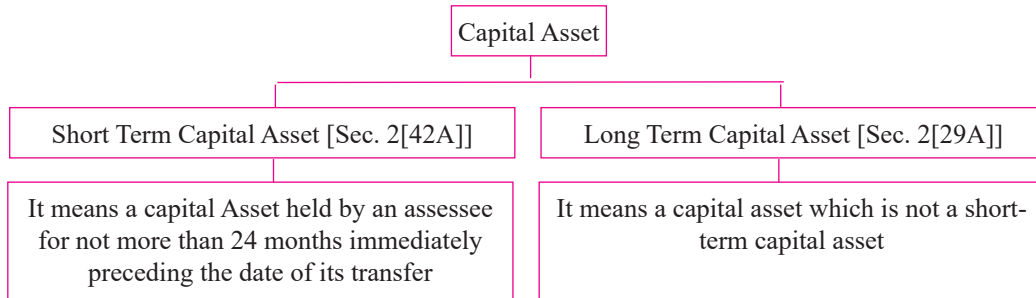 Capital Asset
Short Term Capital Asset [Sec. 2[42A]]
Long Term Capital Asset [Sec. 2[29A]]
It means a capital Asset held by an assessee
for not more than 24 months immediately
preceding the date of its transfer
It means a capital asset which is not a short-
term capital asset